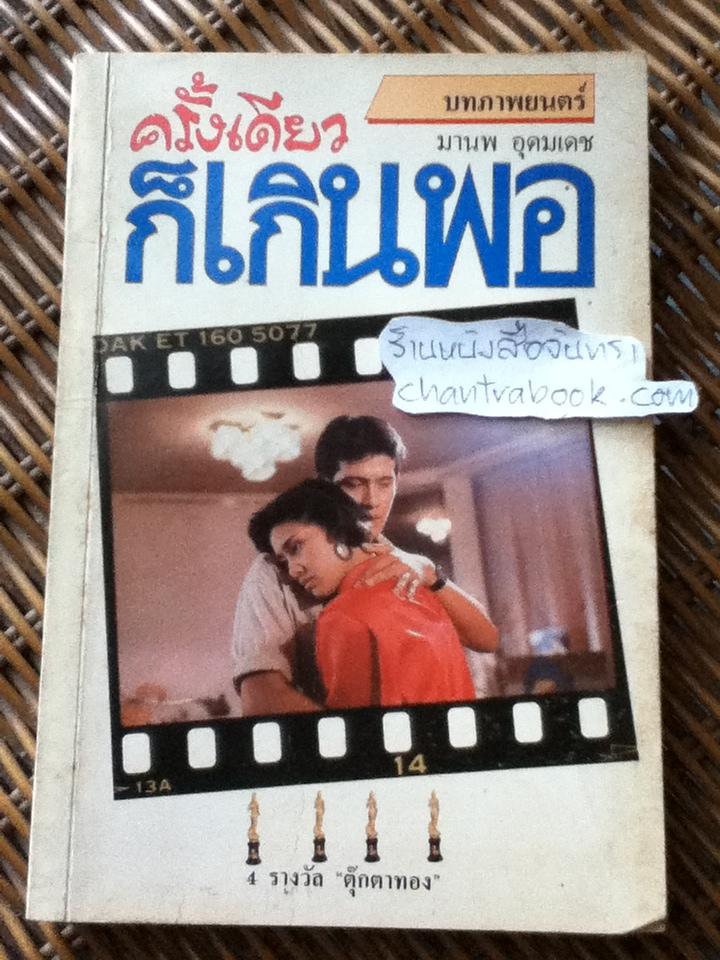 บทภาพยนตร์
มานพ อุดมเดช
ครั้งเดียว
ก็เกินพอ
DAK ET 160 5077
ร้านหนังสือจันทรา
chantrabook.com
13A
14
4 รางวัล "ตุ๊กตาทอง"